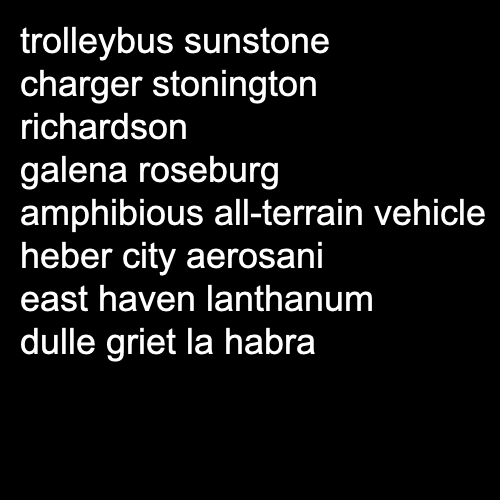 trolleybus sunstone
charger stonington
richardson
galena roseburg
amphibious all-terrain vehicle
heber city aerosani
east haven lanthanum
dulle griet la habra